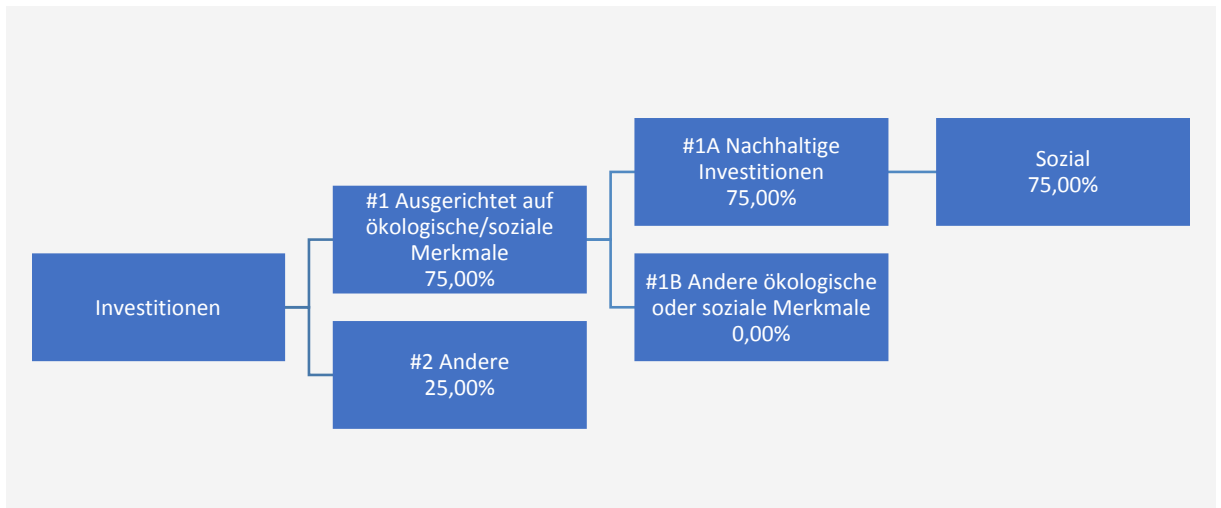 Investitionen
#1 Ausgerichtet auf
ökologische/soziale
Merkmale
75,00%
#2 Andere
25,00%
#1A Nachhaltige
Investitionen
75,00%
#1B Andere ökologische
oder soziale Merkmale
0,00%
Sozial
75,00%